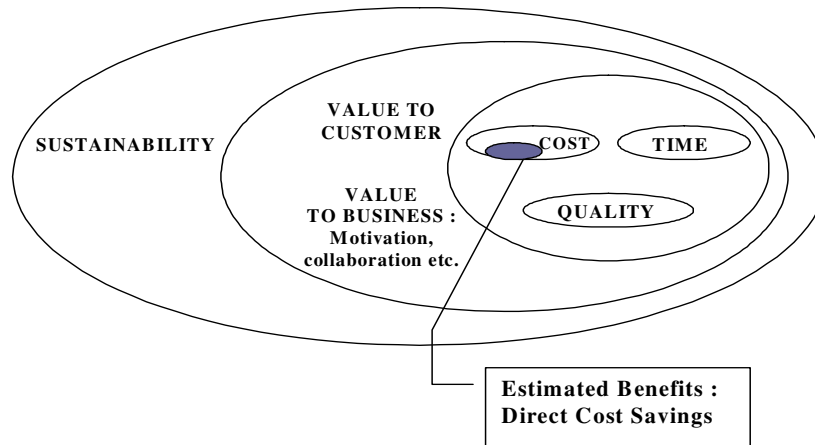 SUSTAINABILITY
VALUE TO
CUSTOMER
VALUE
TO BUSINESS :
Motivation,
collaboration etc.
COST
TIME
QUALITY
Estimated Benefits :
Direct Cost Savings